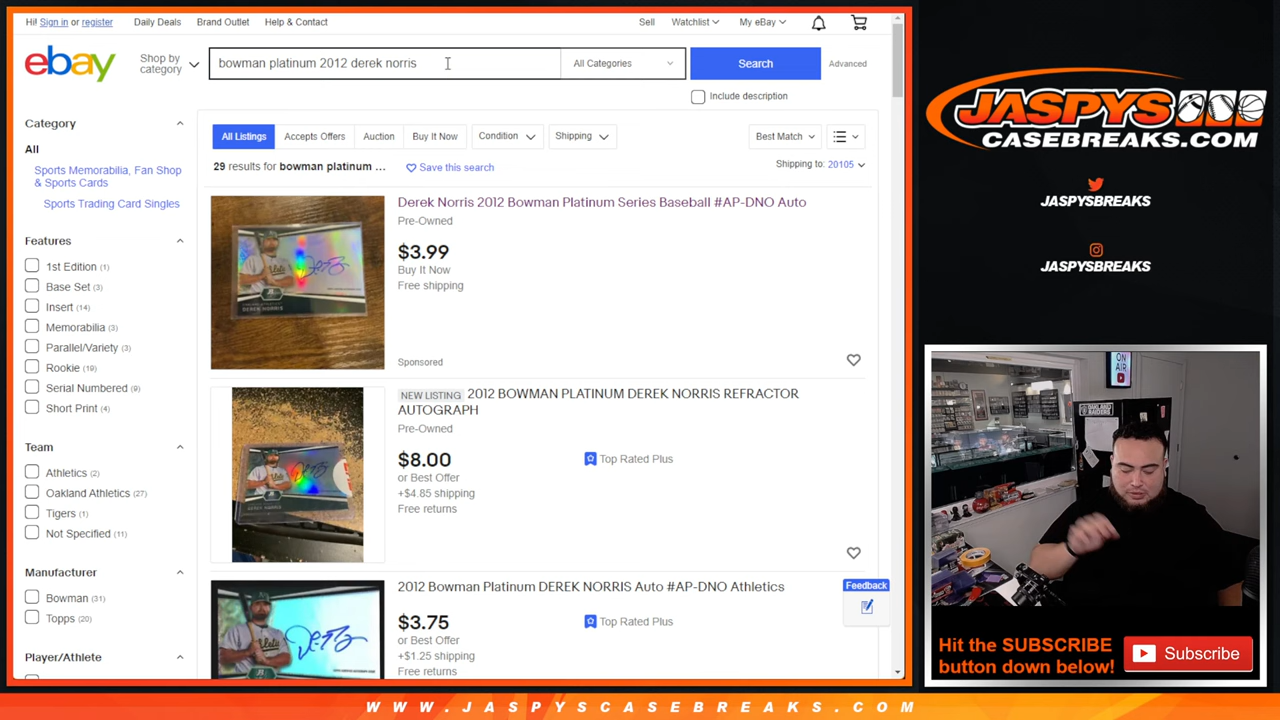 Hi! Sign in or register Daily Deals Brand Outlet Help & Contact Sell Watchlist My eBay
ebay Shop by category bowman platinum 2012 derek norris All Categories Search Advanced
Include description
Category
All
Sports Memorabilia, Fan Shop
& Sports Cards
Sports Trading Card Singles
Features
1st Edition (1)
Base Set (3)
Insert (14)
Memorabilia (3)
Parallel/Variety (3)
Rookie (19)
Serial Numbered (9)
Short Print (4)
Team
Athletics (2)
Oakland Athletics (27)
Tigers (1)
Not Specified (11)
Manufacturer
Bowman (31)
Topps (20)
Player/Athlete
All Listings Accepts Offers Auction Buy It Now Condition Shipping Best Match
29 results for bowman platinum ... Save this search Shipping to: 20105
Derek Norris 2012 Bowman Platinum Series Baseball #AP-DNO Auto
Pre-Owned
$3.99
Buy It Now
Free shipping
Sponsored
DEREK NORRIS
NEW LISTING 2012 BOWMAN PLATINUM DEREK NORRIS REFRACTOR
AUTOGRAPH
Pre-Owned
$8.00
or Best Offer
+$4.85 shipping
Free returns
Top Rated Plus
2012 Bowman Platinum DEREK NORRIS Auto #AP-DNO Athletics
$3.75
or Best Offer
+$1.25 shipping
Free returns
Top Rated Plus
Feedback
JASPYS
CASEBREAKS.COM
JASPYSBREAKS
JASPYSBREAKS
ON
AIR
Hit the SUBSCRIBE
button down below!
Subscribe
WWW.JASPYSCASEBREAKS.COM